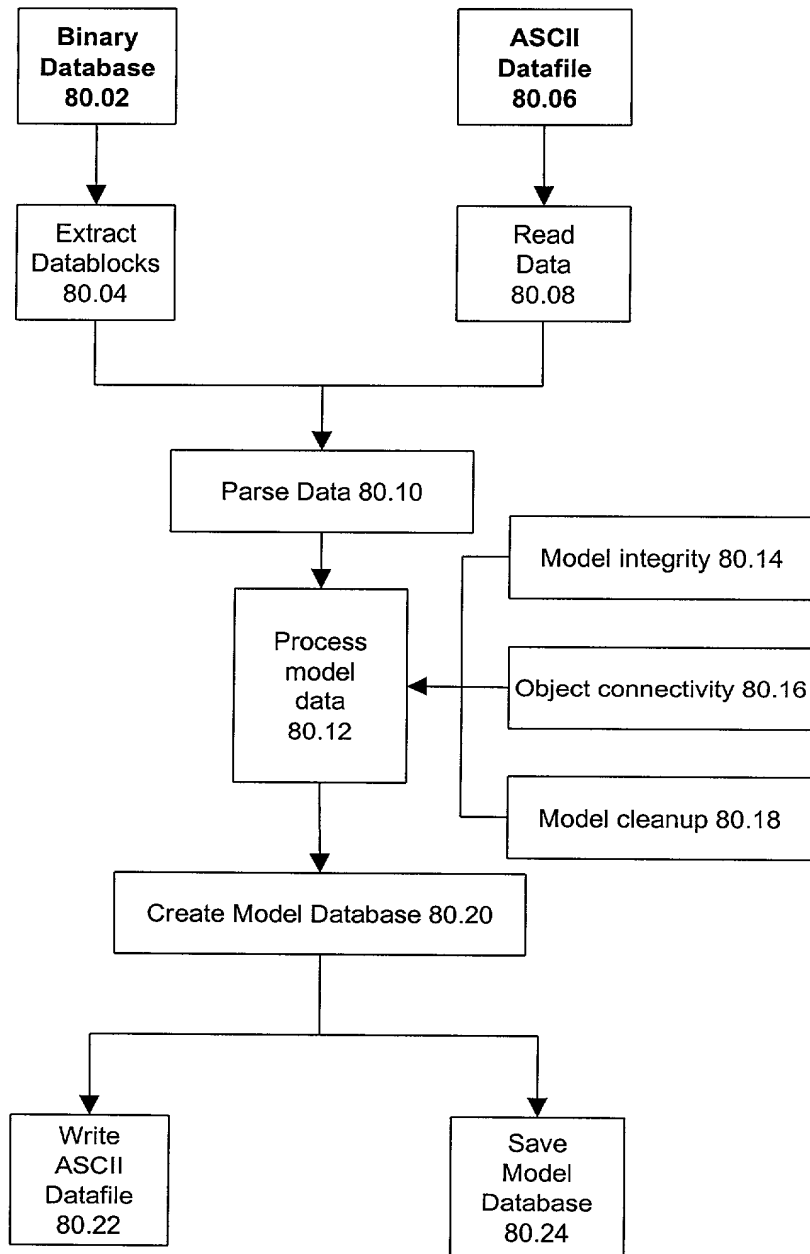 Binary
Database
80.02
ASCII
Datafile
80.06
Extract
Datablocks
80.04
Read
Data
80.08
Parse Data 80.10
Process
model
data
80.12
Model integrity 80.14
Object connectivity 80.16
Model cleanup 80.18
Create Model Database 80.20
Write
ASCII
Datafile
80.22
Save
Model
Database
80.24